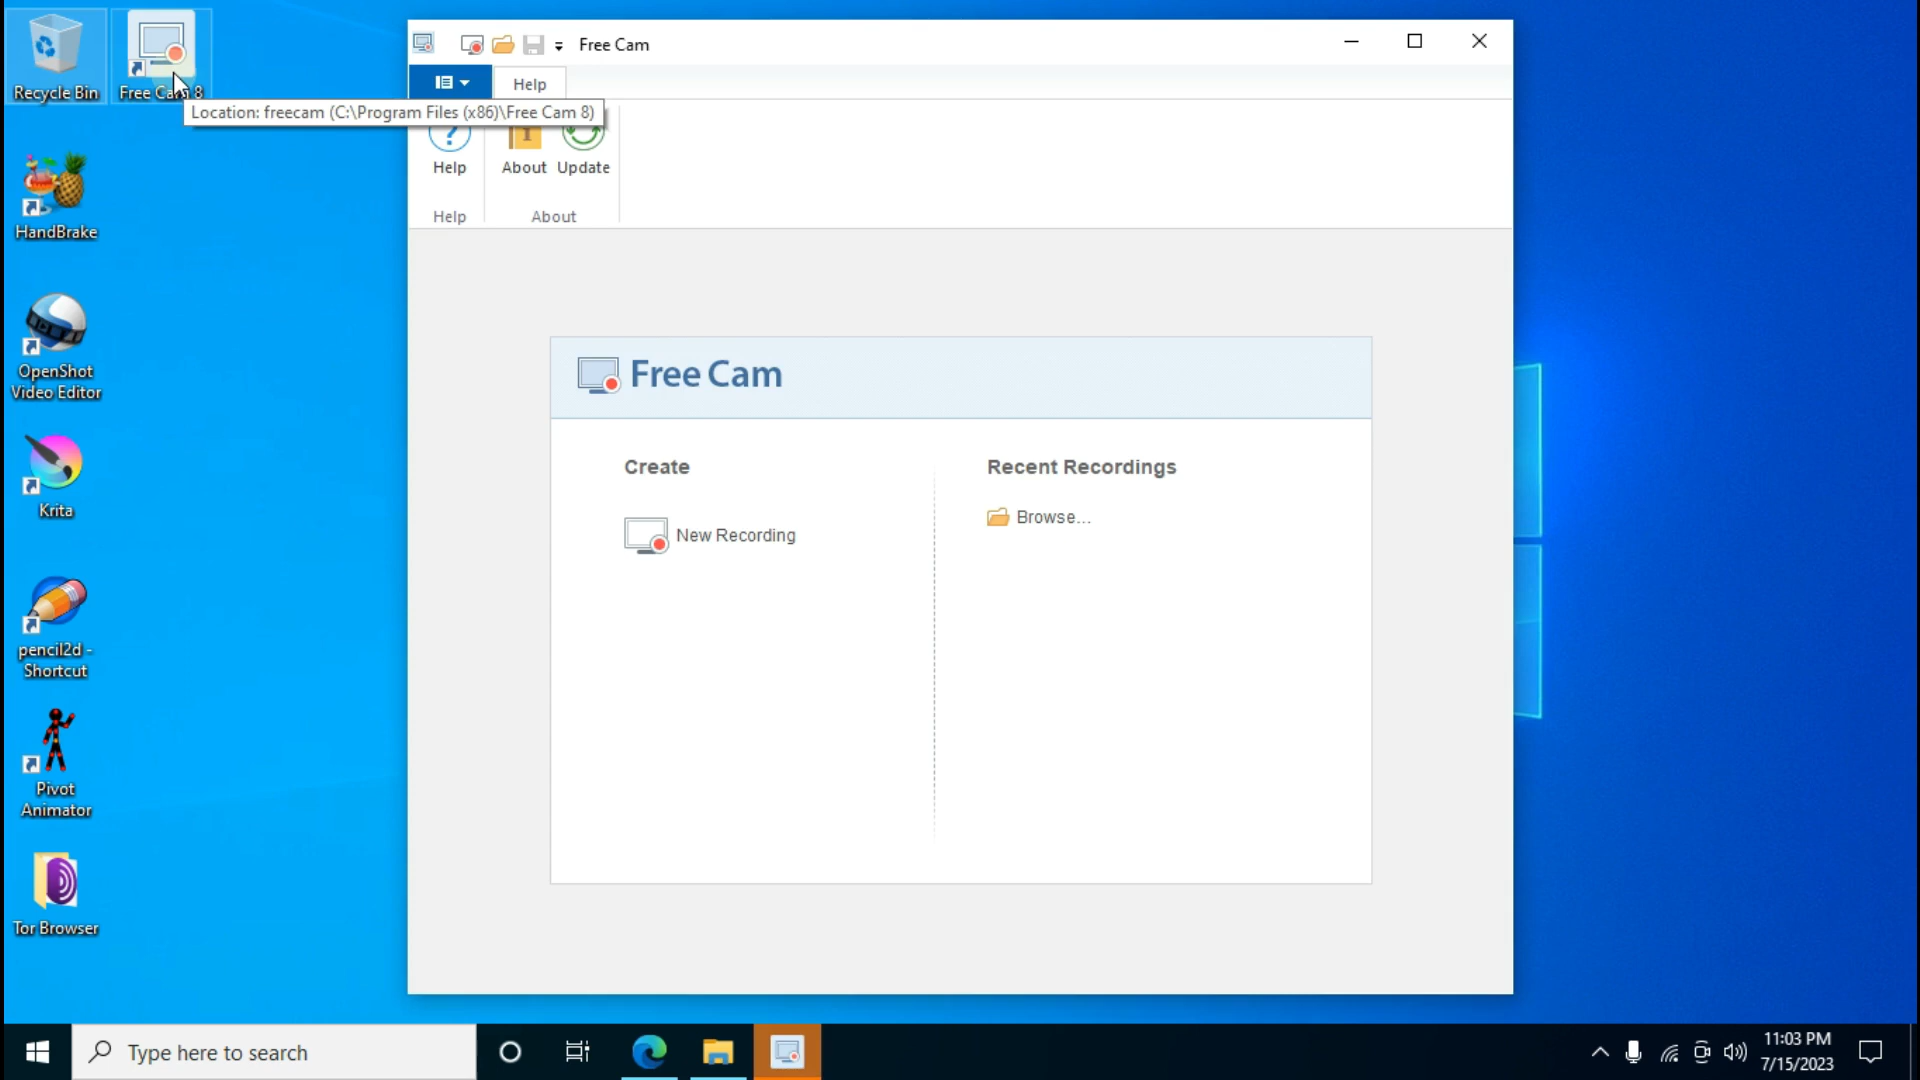 Recycle Bin
Free Cam 8
HandBrake
OpenShot
Video Editor
Krita
pencil2d -
Shortcut
Pivot
Animator
Tor Browser
Free Cam
Help
Location: freecam (C:\Program Files (x86)\Free Cam 8)
Help
About
Update
Help
About
Free Cam
Create
New Recording
Recent Recordings
Browse...
Type here to search
11:03 PM
7/15/2023